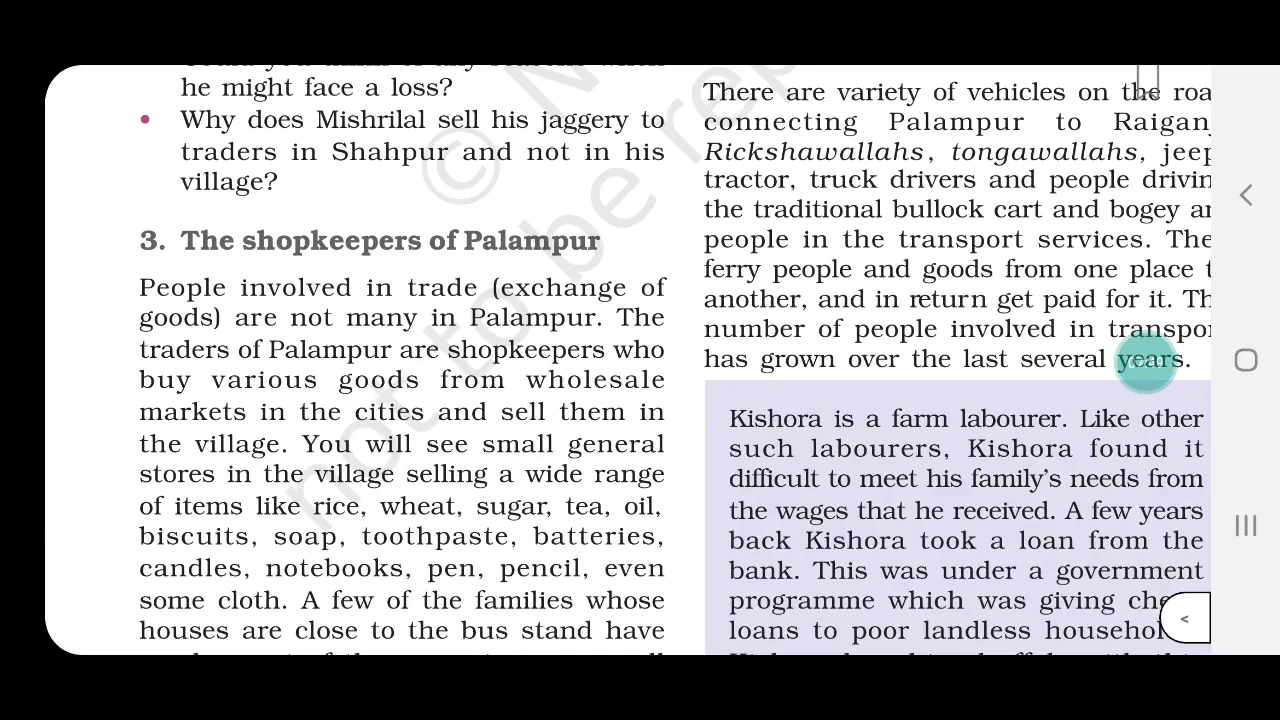 he might face a loss?
• Why does Mishrilal sell his jaggery to
traders in Shahpur and not in his
village?
3. The shopkeepers of Palampur
People involved in trade (exchange of
goods) are not many in Palampur. The
traders of Palampur are shopkeepers who
buy various goods from wholesale
markets in the cities and sell them in
the village. You will see small general
stores in the village selling a wide range
of items like rice, wheat, sugar, tea, oil,
biscuits, soap, toothpaste, batteries,
candles, notebooks, pen, pencil, even
some cloth. A few of the families whose
houses are close to the bus stand have
There are variety of vehicles on the
connecting Palampur to
Rickshawallahs, tongawallahs,
tractor, truck drivers and people
the traditional bullock cart and bogey
people in the transport services.
ferry people and goods from one place
another, and in return get paid for it.
number of people involved in
has grown over the last several years.
Kishora is a farm labourer. Like other
such labourers, Kishora found it
difficult to meet his family's needs from
the wages that he received. A few years
back Kishora took a loan from the
bank. This was under a government
programme which was giving
loans to poor landless
© N
not to be rep